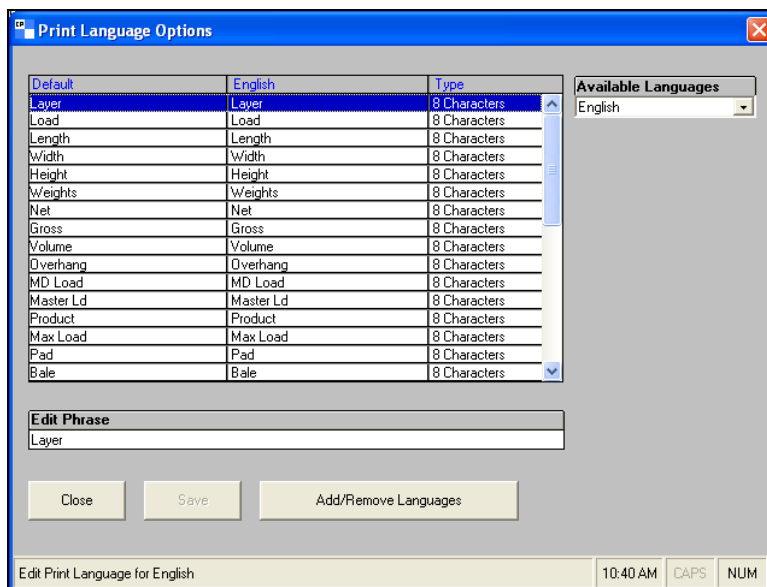 CP Print Language Options
Default English Type
Layer Layer 8 Characters
Load Load 8 Characters
Length Length 8 Characters
Width Width 8 Characters
Height Height 8 Characters
Weights Weights 8 Characters
Net Net 8 Characters
Gross Gross 8 Characters
Volume Volume 8 Characters
Overhang Overhang 8 Characters
MD Load MD Load 8 Characters
Master Ld Master Ld 8 Characters
Product Product 8 Characters
Max Load Max Load 8 Characters
Pad Pad 8 Characters
Bale Bale 8 Characters
Available Languages
English
Edit Phrase
Layer
Close Save Add/Remove Languages
Edit Print Language for English 10:40 AM CAPS NUM